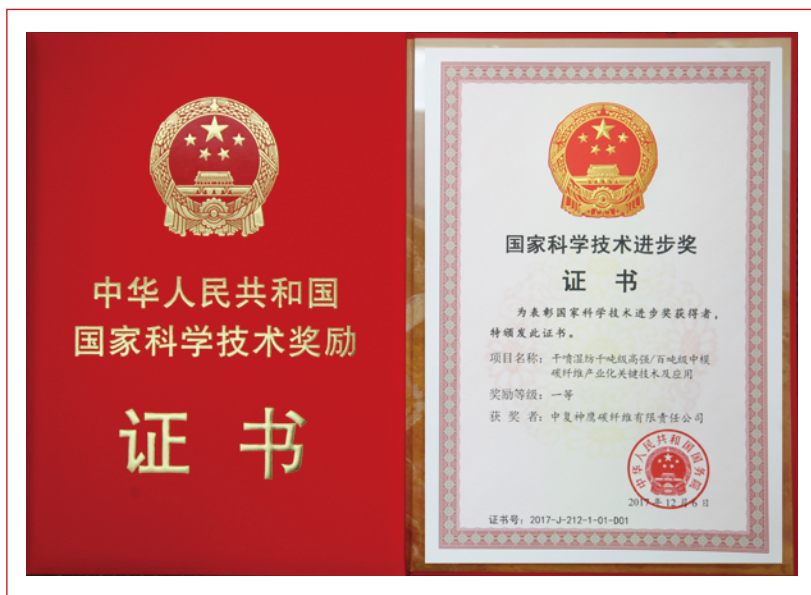 中华人民共和国
国家科学技术奖励
证 书
国家科学技术进步奖
证 书
为表彰国家科学技术进步奖获得者，
特颁发此证书。
项目名称： 干喷湿纺千吨级高强/百吨级中模
碳纤维产业化关键技术及应用
奖励等级： 一等
获 奖 者： 中复神鹰碳纤维有限责任公司
中华人民共和国国务院
2017 年 12 月 6 日
证书号： 2017-J-212-1-01-D01